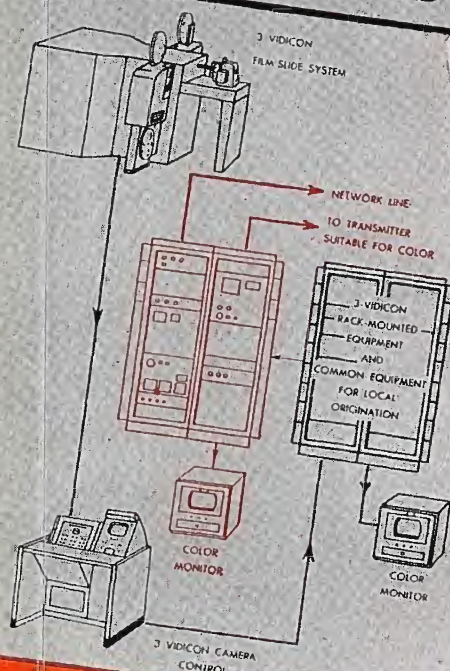 3 VIDICON
FILM SLIDE SYSTEM
NETWORK LINE
TO TRANSMITTER
SUITABLE FOR COLOR
3-VIDICON
RACK-MOUNTED
EQUIPMENT
AND
COMMON EQUIPMENT
FOR LOCAL
ORIGINATION
COLOR
MONITOR
COLOR
MONITOR
3 VIDICON CAMERA
CONTROL